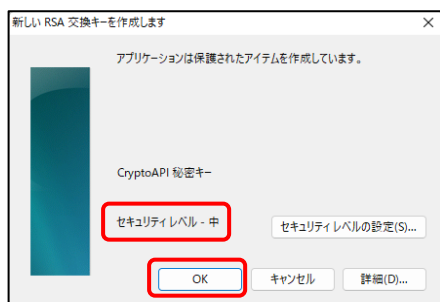 新しい RSA 交換キーを作成します
アプリケーションは保護されたアイテムを作成しています。
CryptoAPI 秘密キー
セキュリティ レベル - 中
セキュリティ レベルの設定(S)...
OK
キャンセル
詳細(D)...